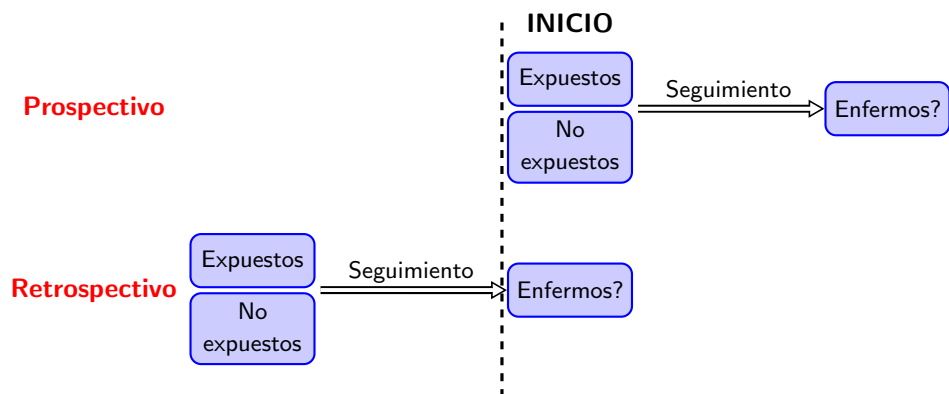 INICIO
Prospectivo
Expuestos
No
expuestos
Seguimiento
Enfermos?
Retrospectivo
Expuestos
No
expuestos
Seguimiento
Enfermos?